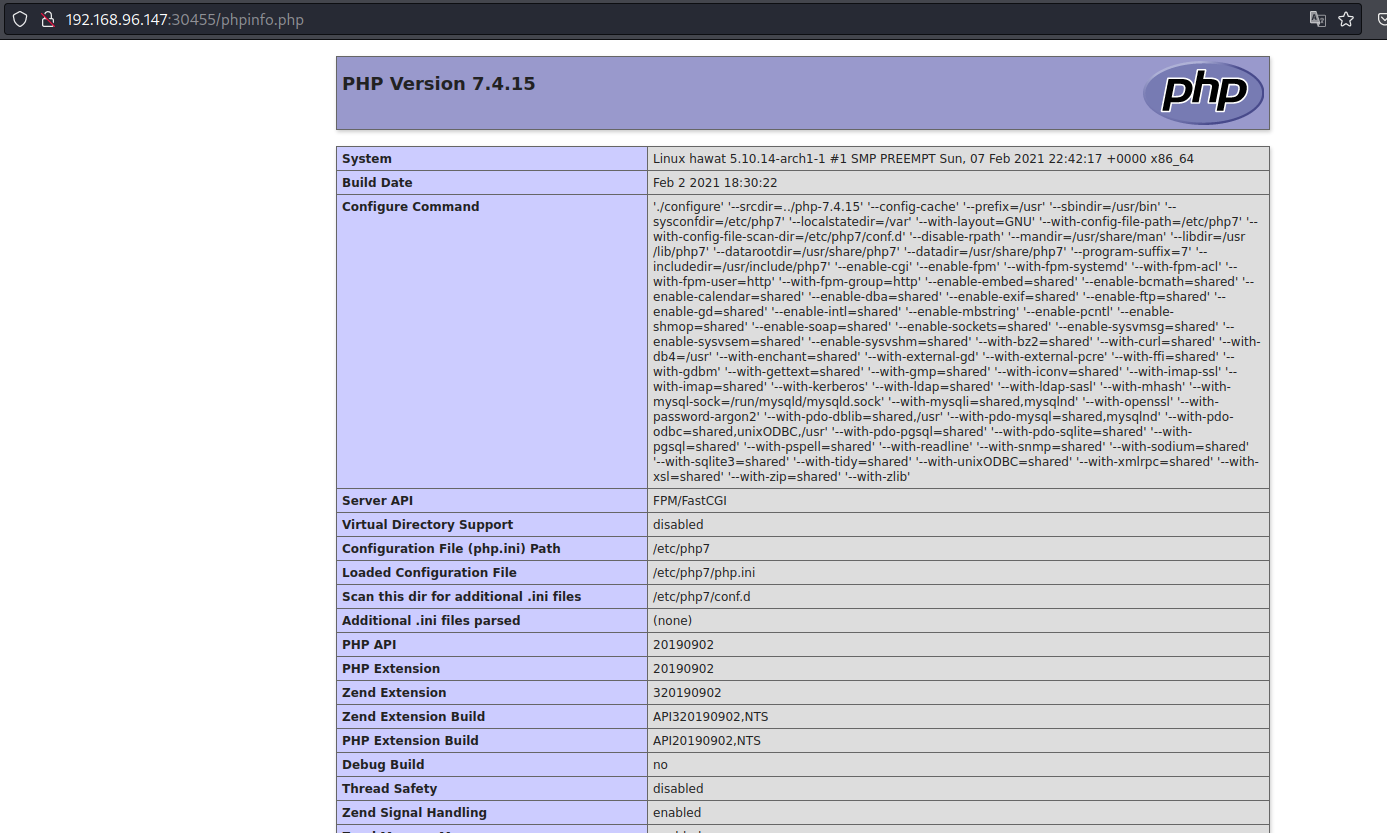 192.168.96.147:30455/phpinfo.php
PHP Version 7.4.15
php
System Linux hawat 5.10.14-arch1-1 #1 SMP PREEMPT Sun, 07 Feb 2021 22:42:17 +0000 x86_64
Build Date Feb 2 2021 18:30:22
Configure Command './configure' '--srcdir=../php-7.4.15' '--config-cache' '--prefix=/usr' '--sbindir=/usr/bin' '--
sysconfdir=/etc/php7' '--localstatedir=/var' '--with-layout=GNU' '--with-config-file-path=/etc/php7' '--
with-config-file-scan-dir=/etc/php7/conf.d' '--disable-rpath' '--mandir=/usr/share/man' '--libdir=/usr
/lib/php7' '--datarootdir=/usr/share/php7' '--datadir=/usr/share/php7' '--program-suffix=7' '--
includedir=/usr/include/php7' '--enable-cgi' '--enable-fpm' '--with-fpm-systemd' '--with-fpm-acl' '--
with-fpm-user=http' '--with-fpm-group=http' '--enable-embed=shared' '--enable-bcmath=shared' '--
enable-calendar=shared' '--enable-dba=shared' '--enable-exif=shared' '--enable-ftp=shared' '--
enable-gd=shared' '--enable-intl=shared' '--enable-mbstring' '--enable-pcntl' '--enable-
shmop=shared' '--enable-soap=shared' '--enable-sockets=shared' '--enable-sysvmsg=shared' '--
enable-sysvsem=shared' '--enable-sysvshm=shared' '--with-bz2=shared' '--with-curl=shared' '--with-
db4=/usr' '--with-enchant=shared' '--with-external-gd' '--with-external-pcre' '--with-ffi=shared' '--
with-gdbm' '--with-gettext=shared' '--with-gmp=shared' '--with-iconv=shared' '--with-imap-ssl' '--
with-imap=shared' '--with-kerberos' '--with-ldap=shared' '--with-ldap-sasl' '--with-mhash' '--with-
mysql-sock=/run/mysqld/mysqld.sock' '--with-mysqli=shared,mysqlnd' '--with-openssl' '--with-
password-argon2' '--with-pdo-dblib=shared,/usr' '--with-pdo-mysql=shared,mysqlnd' '--with-pdo-
odbc=shared,unixODBC,/usr' '--with-pdo-pgsql=shared' '--with-pdo-sqlite=shared' '--with-
pgsql=shared' '--with-pspell=shared' '--with-readline' '--with-snmp=shared' '--with-sodium=shared'
'--with-sqlite3=shared' '--with-tidy=shared' '--with-unixODBC=shared' '--with-xmlrpc=shared' '--with-
xsl=shared' '--with-zip=shared' '--with-zlib'
Server API FPM/FastCGI
Virtual Directory Support disabled
Configuration File (php.ini) Path /etc/php7
Loaded Configuration File /etc/php7/php.ini
Scan this dir for additional .ini files /etc/php7/conf.d
Additional .ini files parsed (none)
PHP API 20190902
PHP Extension 20190902
Zend Extension 320190902
Zend Extension Build API320190902,NTS
PHP Extension Build API20190902,NTS
Debug Build no
Thread Safety disabled
Zend Signal Handling enabled